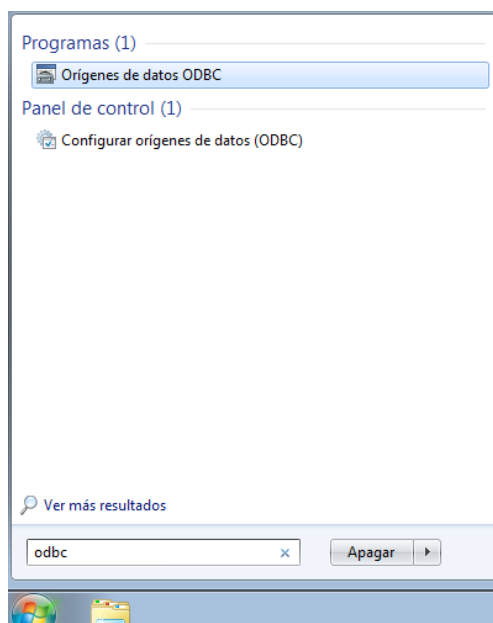 Programas (1)
Orígenes de datos ODBC
Panel de control (1)
Configurar orígenes de datos (ODBC)
Ver más resultados
odbc
Apagar